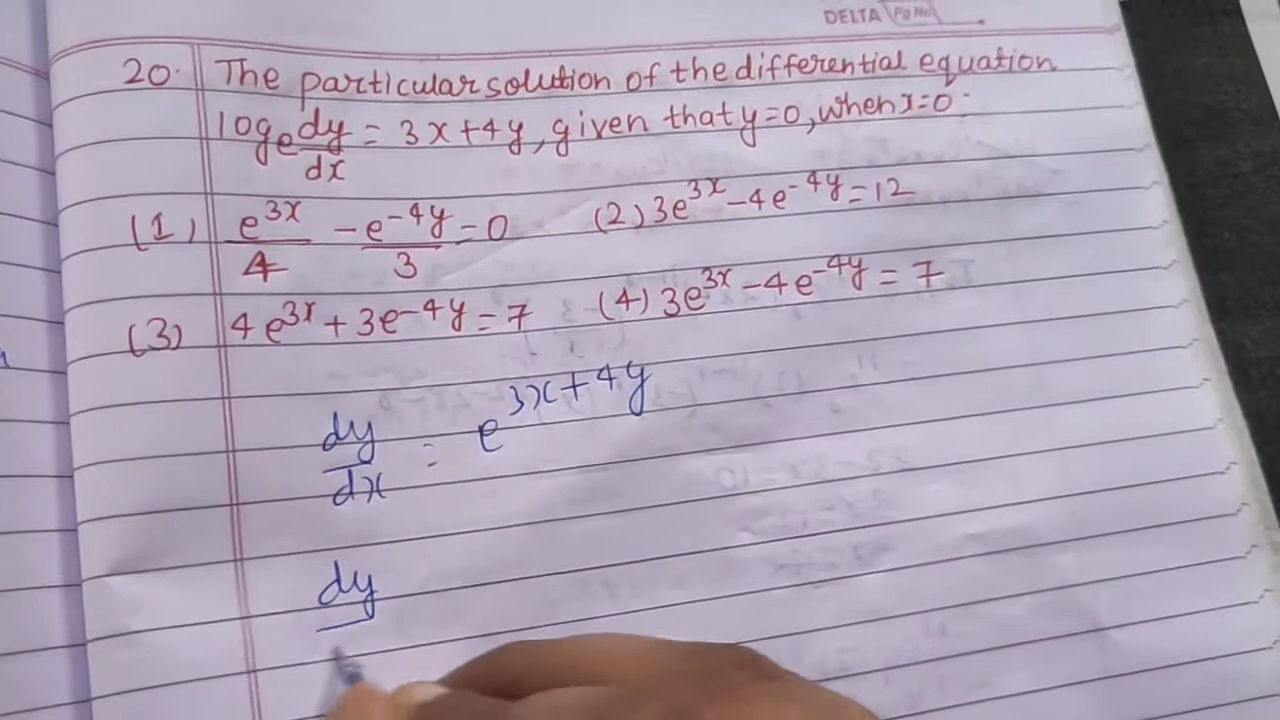 DELTA Pg No
20. The particular solution of the differential equation
loge dy/dx = 3x+4y, given that y=0, when x=0.
(1) e^3x/4 - e^-4y/3 = 0 (2) 3e^3x - 4e^-4y = 12
(3) 4e^3x + 3e^-4y = 7 (4) 3e^3x - 4e^-4y = 7
dy/dx = e^3x+4y
dy